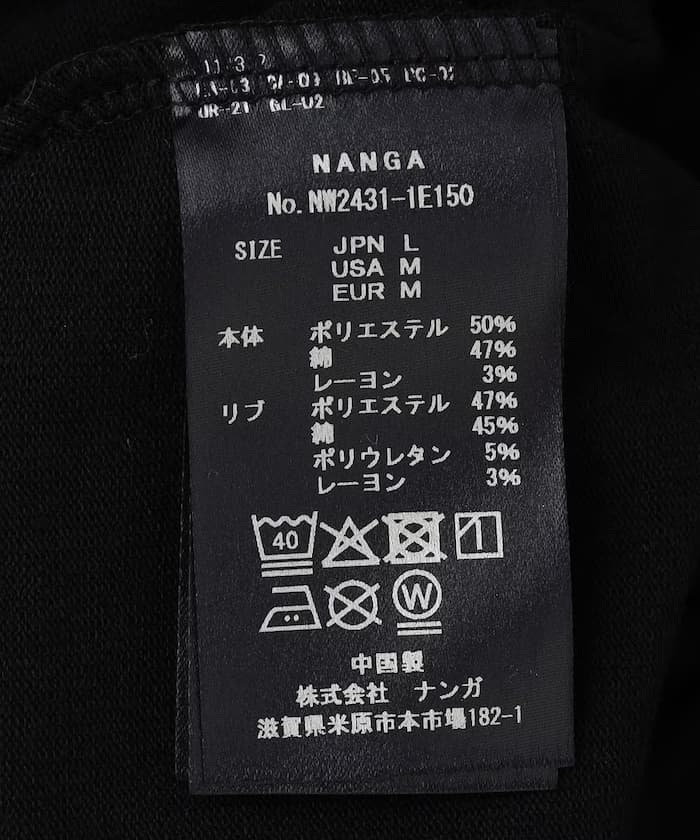 NANGA
No. NW2431-1E150
SIZE JPN L
USA M
EUR M
本体 ポリエステル 50%
綿 47%
レーヨン 3%
リブ ポリエステル 47%
綿 45%
ポリウレタン 5%
レーヨン 3%
40
W
中国製
株式会社 ナンガ
滋賀県米原市本市場182-1